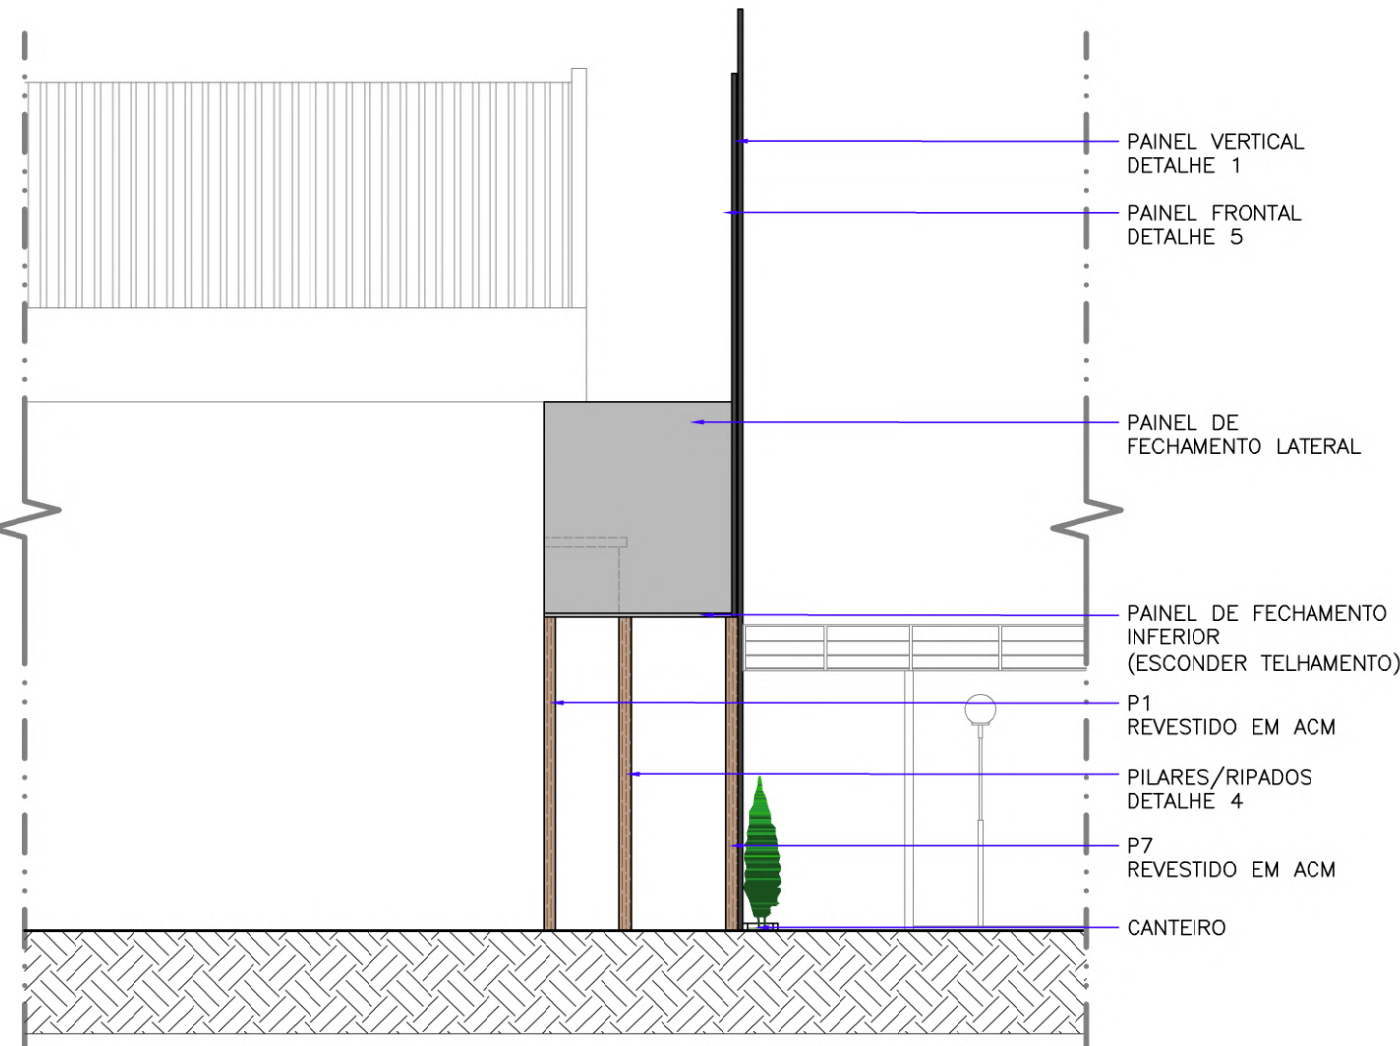 PAINEL VERTICAL
DETALHE 1
PAINEL FRONTAL
DETALHE 5
PAINEL DE
FECHAMENTO LATERAL
PAINEL DE FECHAMENTO
INFERIOR
(ESCONDER TELHAMENTO)
P1
REVESTIDO EM ACM
PILARES/RIPADOS
DETALHE 4
P7
REVESTIDO EM ACM
CANTEIRO